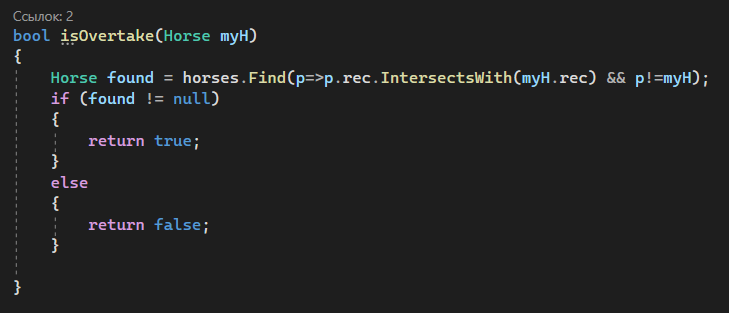 Ссылок: 2
bool isOvertake(Horse myH)
{
    Horse found = horses.Find(p=>p.rec.IntersectsWith(myH.rec) && p!=myH);
    if (found != null)
    {
        return true;
    }
    else
    {
        return false;
    }

}